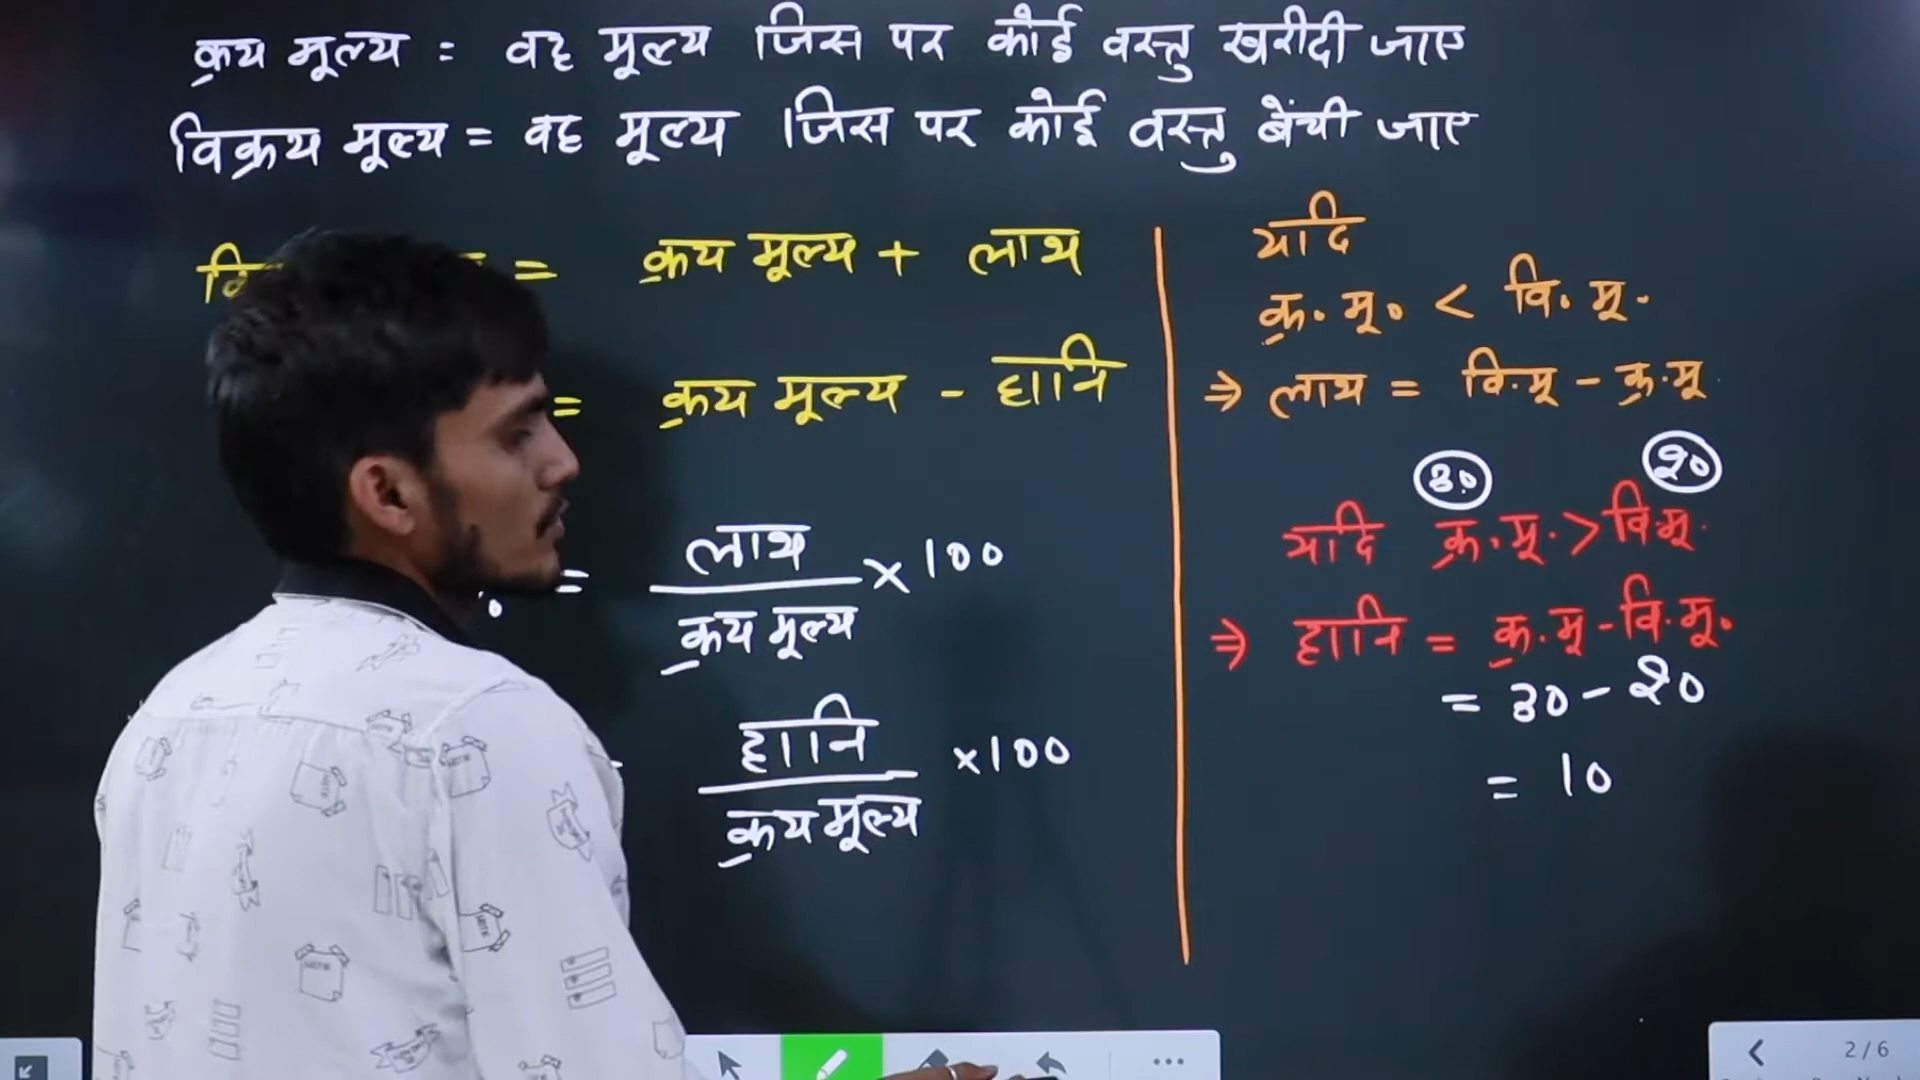 क्रय मूल्य = वह मूल्य जिस पर कोई वस्तु खरीदी जाए
विक्रय मूल्य = वह मूल्य जिस पर कोई वस्तु बेंची जाए
= क्रय मूल्य + लाभ
= क्रय मूल्य - हानि
= लाभ / क्रय मूल्य × 100
हानि / क्रय मूल्य ×100
यदि
क्र. मू. < वि. मू.
⇒ लाभ = वि.मू - क्र.मू.
30 20
यदि क्र. मू. > वि.मू.
⇒ हानि = क्र.मू - वि.मू.
= 30 - 20
= 10
2 / 6